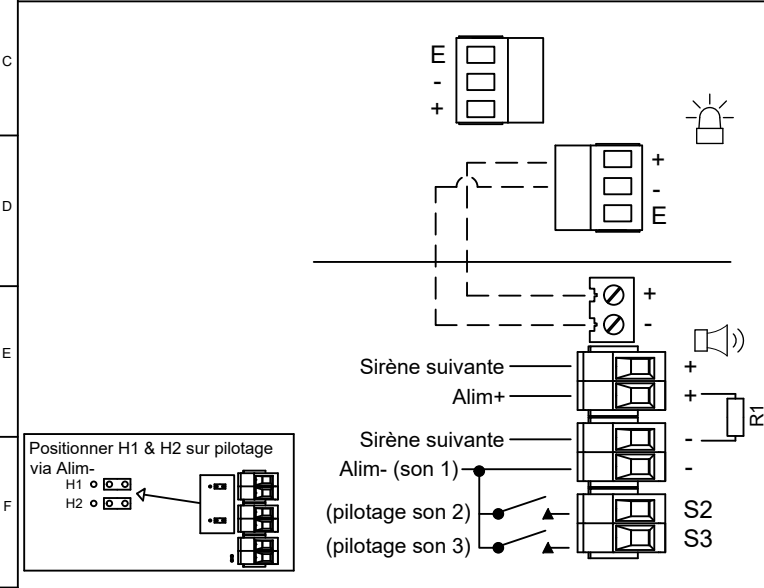 C
E
-
+
+
-
E
D
+
-
E
Sirène suivante
+
Alim+
+
R1
F
Positionner H1 & H2 sur pilotage
via Alim-
H1
H2
Sirène suivante
-
Alim- (son 1)
-
(pilotage son 2)
S2
(pilotage son 3)
S3